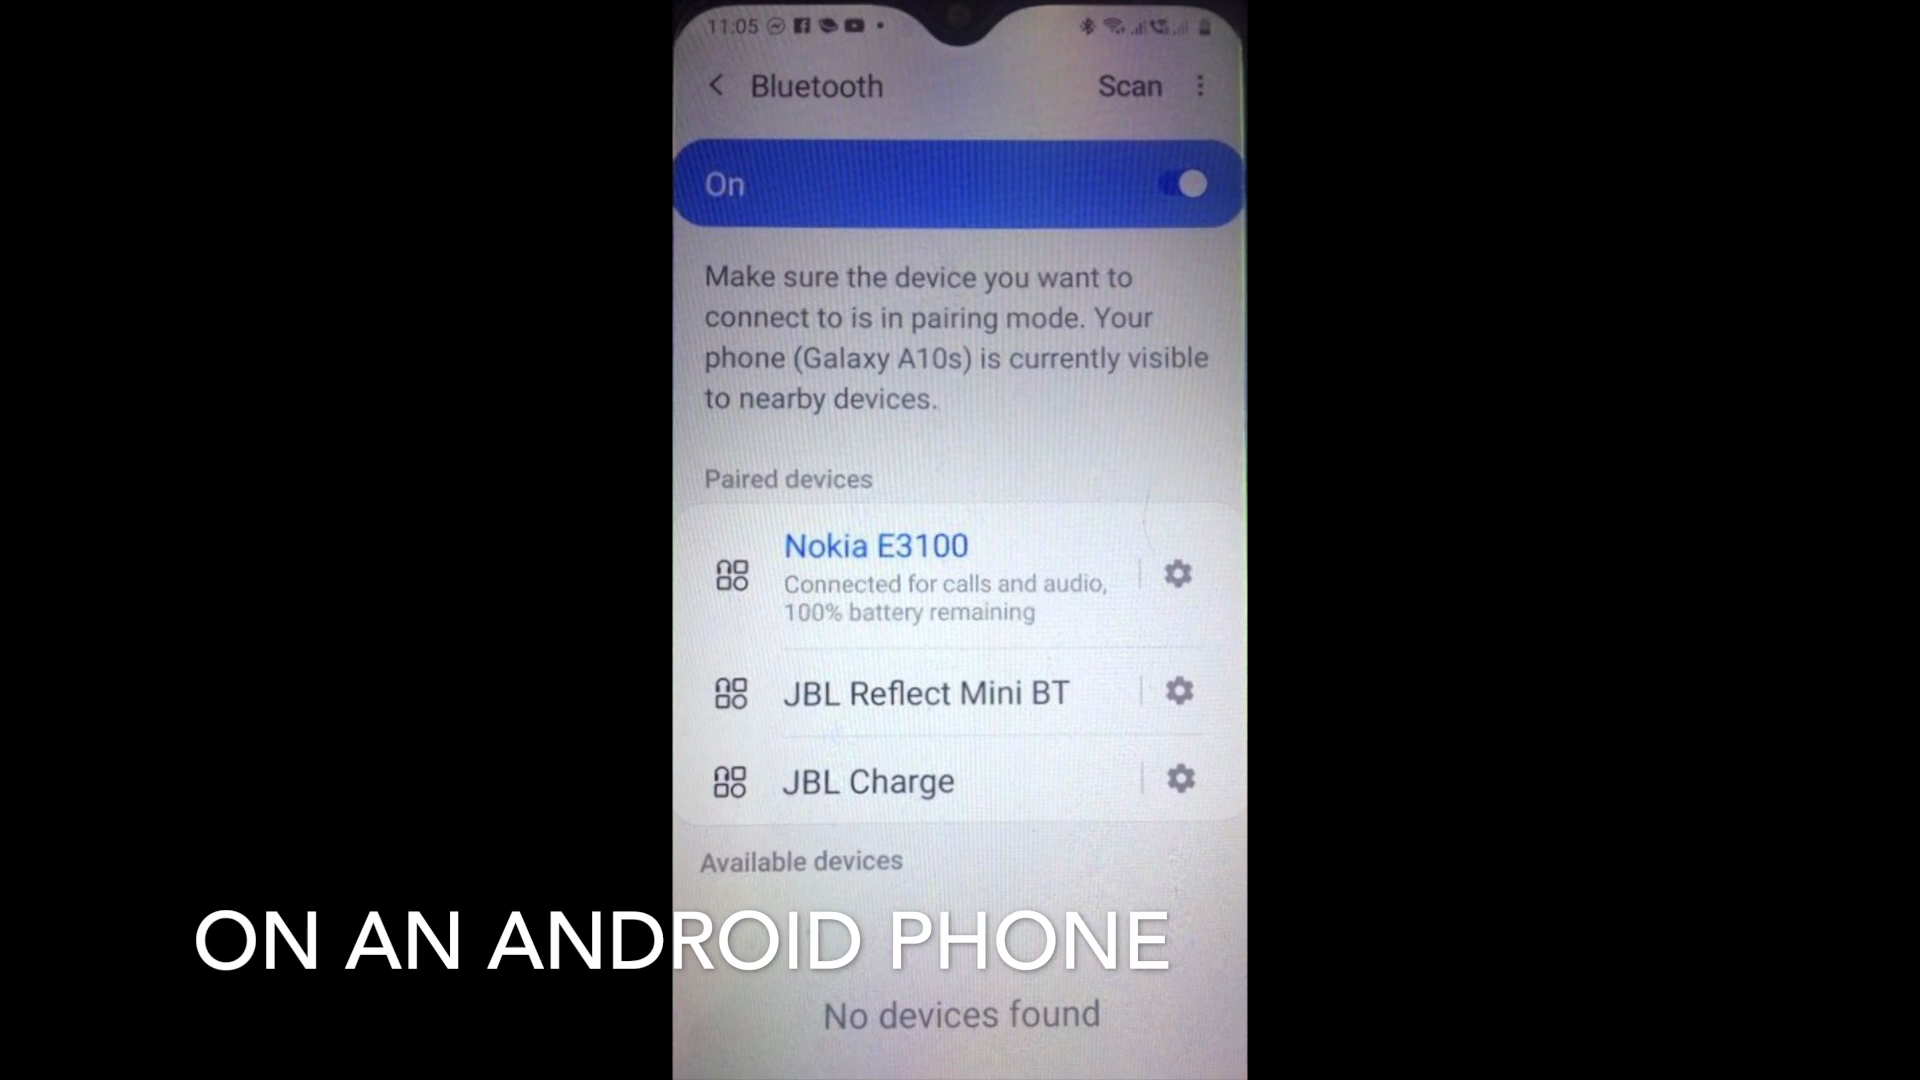 11:05
Bluetooth Scan
On
Make sure the device you want to
connect to is in pairing mode. Your
phone (Galaxy A10s) is currently visible
to nearby devices.
Paired devices
Nokia E3100
Connected for calls and audio,
100% battery remaining
JBL Reflect Mini BT
JBL Charge
Available devices
ON AN ANDROID PHONE
No devices found